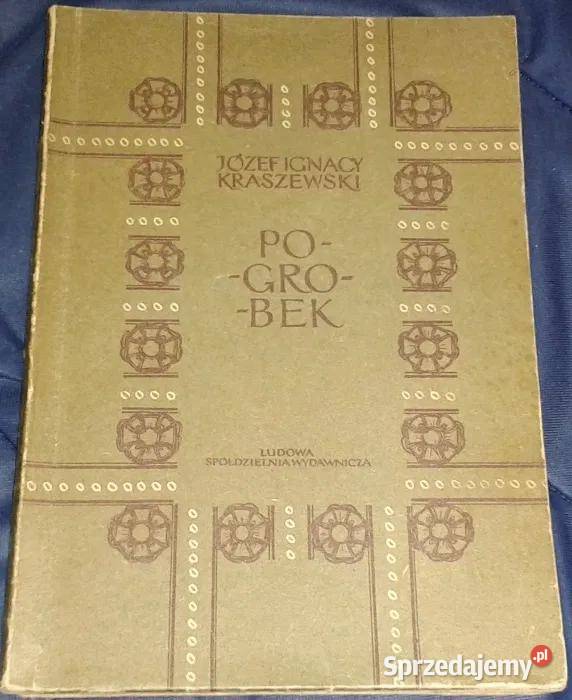 JÓZEF IGNACY
KRASZEWSKI
PO-
-GRO-
-BEK
LUDOWA
SPÓŁDZIELNIA WYDAWNICZA
Sprzedajemy.pl